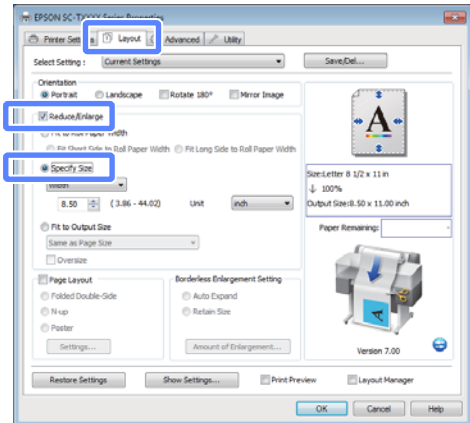 EPSON SC-TXXXX Series Properties
Printer Settings Layout Advanced Utility
Select Setting : Current Settings Save/Del...
Orientation
Portrait Landscape Rotate 180° Mirror Image
Reduce/Enlarge
Fit to Roll Paper Width
Fit Short Side to Roll Paper Width Fit Long Side to Roll Paper Width
Specify Size
Width
8.50 ( 3.86 - 44.02) Unit inch
Fit to Output Size
Same as Page Size
Oversize
A
Size:Letter 8 1/2 x 11 in
↓ 100%
Output Size:8.50 x 11.00 inch
Paper Remaining:
Page Layout
Folded Double-Side
N-up
Poster
Settings...
Borderless Enlargement Setting
Auto Expand
Retain Size
Amount of Enlargement...
Version 7.00
Restore Settings Show Settings... Print Preview Layout Manager
OK Cancel Help